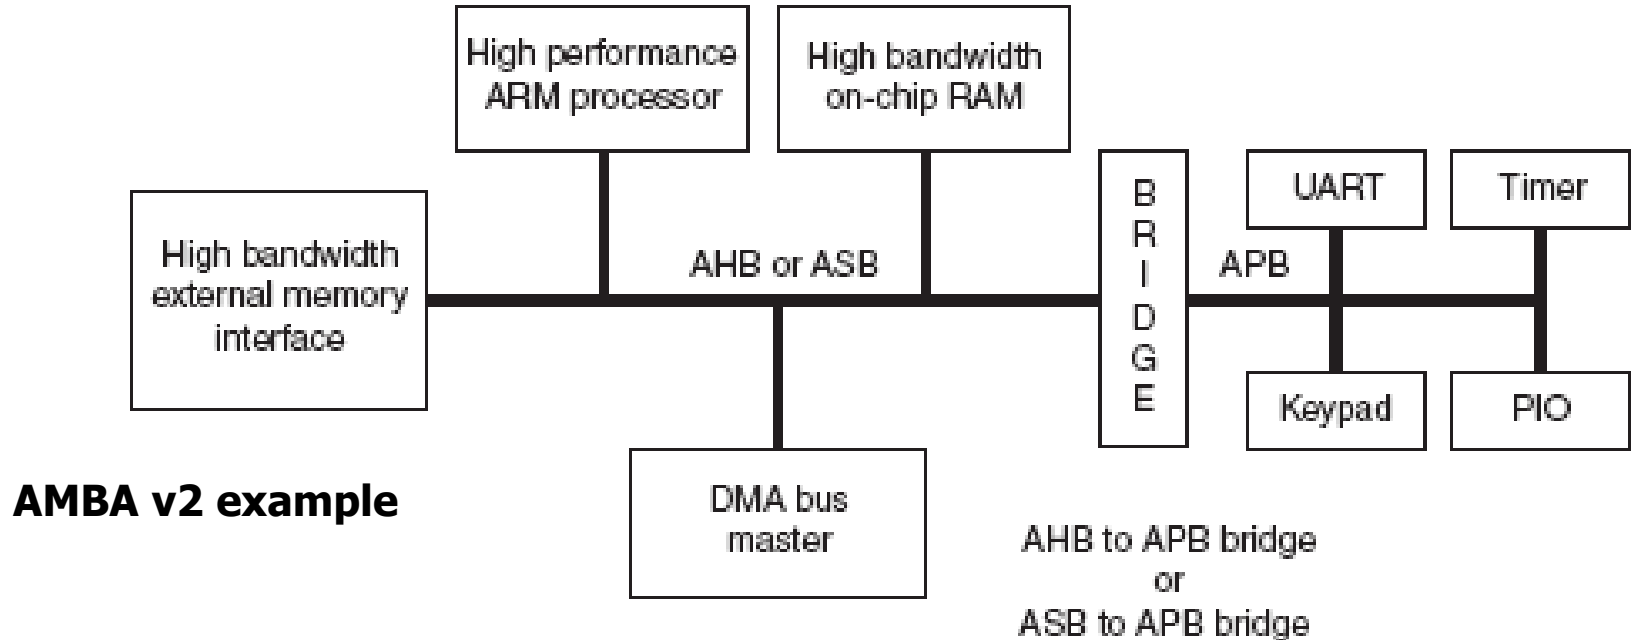 High performance
ARM processor
High bandwidth
on-chip RAM
High bandwidth
external memory
interface
AHB or ASB
B
R
I
D
G
E
APB
UART
Timer
Keypad
PIO
DMA bus
master
AMBA v2 example
AHB to APB bridge
or
ASB to APB bridge